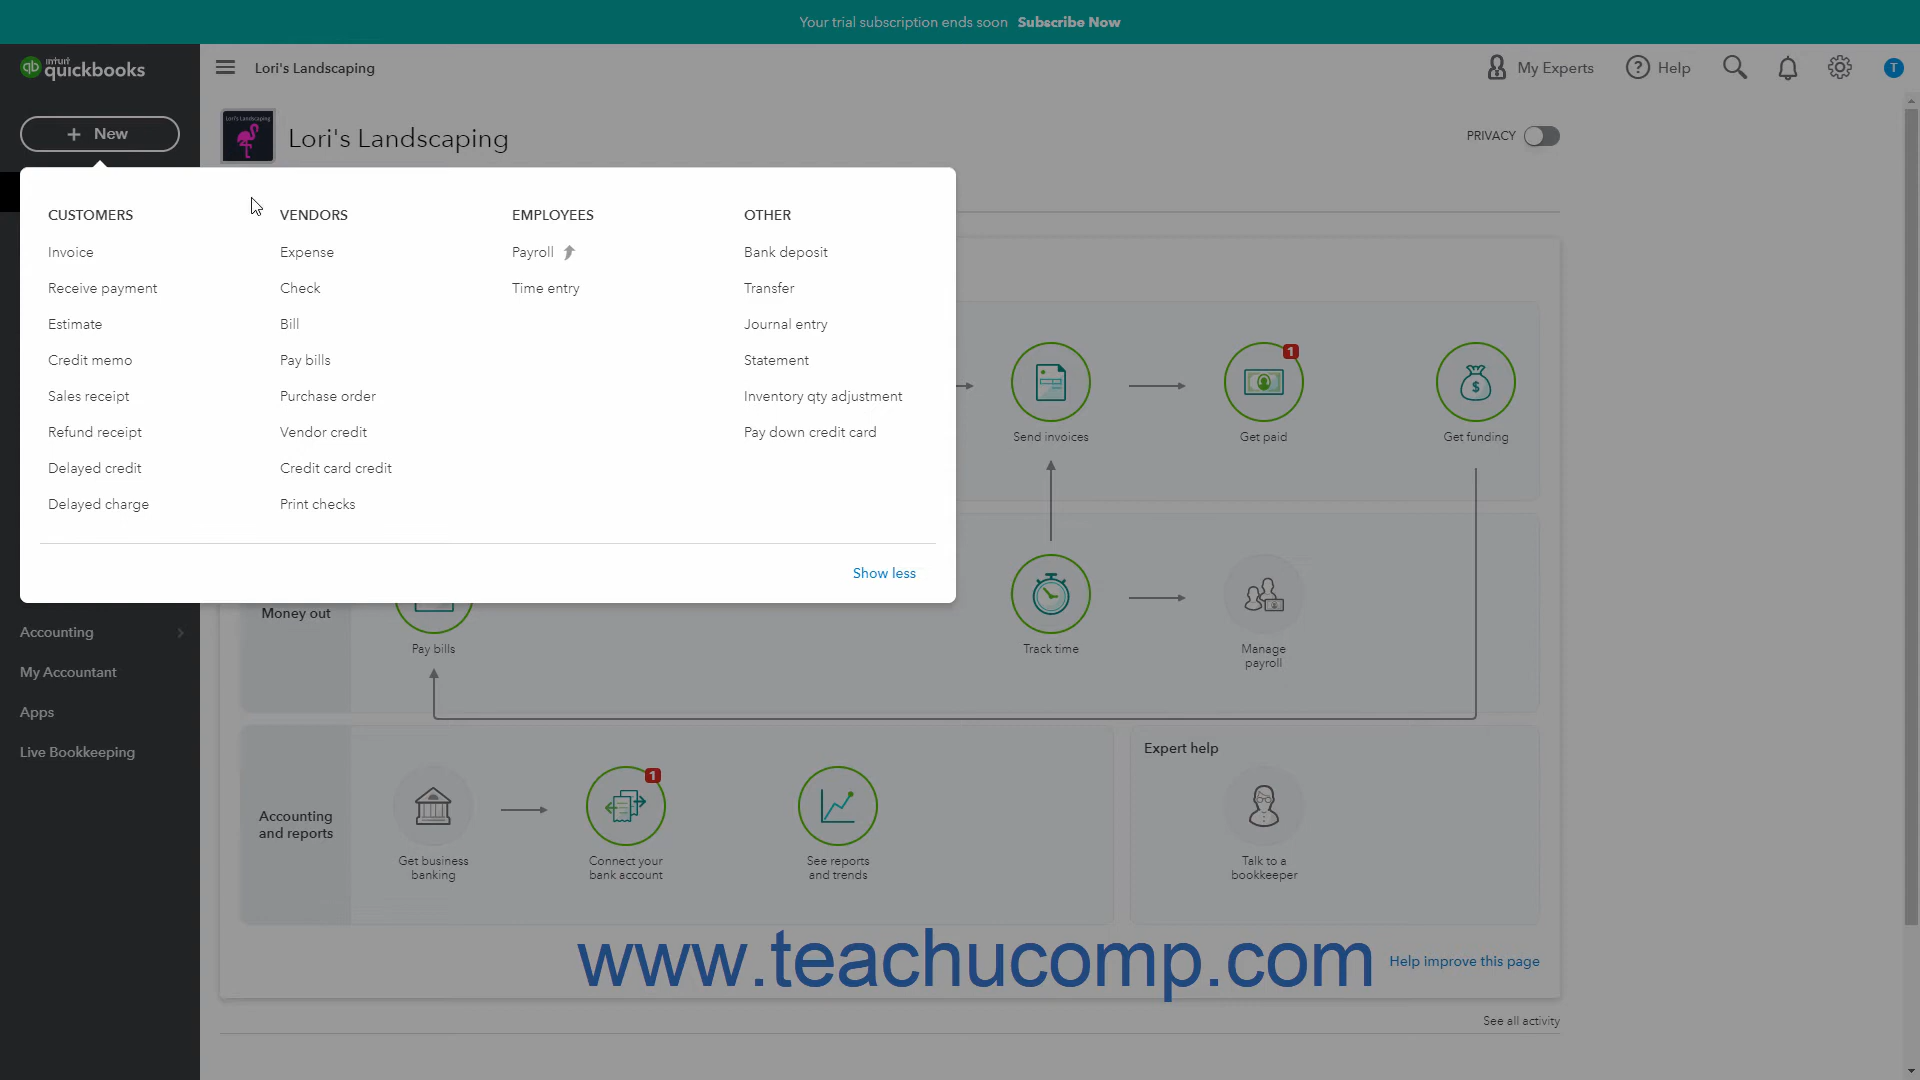 Your trial subscription ends soon Subscribe Now
intuit
quickbooks
Lori's Landscaping
My Experts
Help
T
+ New
Lori's Landscaping
Lori's Landscaping
PRIVACY
CUSTOMERS
Invoice
Receive payment
Estimate
Credit memo
Sales receipt
Refund receipt
Delayed credit
Delayed charge
VENDORS
Expense
Check
Bill
Pay bills
Purchase order
Vendor credit
Credit card credit
Print checks
EMPLOYEES
Payroll
Time entry
OTHER
Bank deposit
Transfer
Journal entry
Statement
Inventory qty adjustment
Pay down credit card
Show less
Accounting
My Accountant
Apps
Live Bookkeeping
Send invoices
1
Get paid
Get funding
Money out
Pay bills
Track time
Manage
payroll
Accounting
and reports
Get business
banking
1
Connect your
bank account
See reports
and trends
Expert help
Talk to a
bookkeeper
www.teachucomp.com
Help improve this page
See all activity